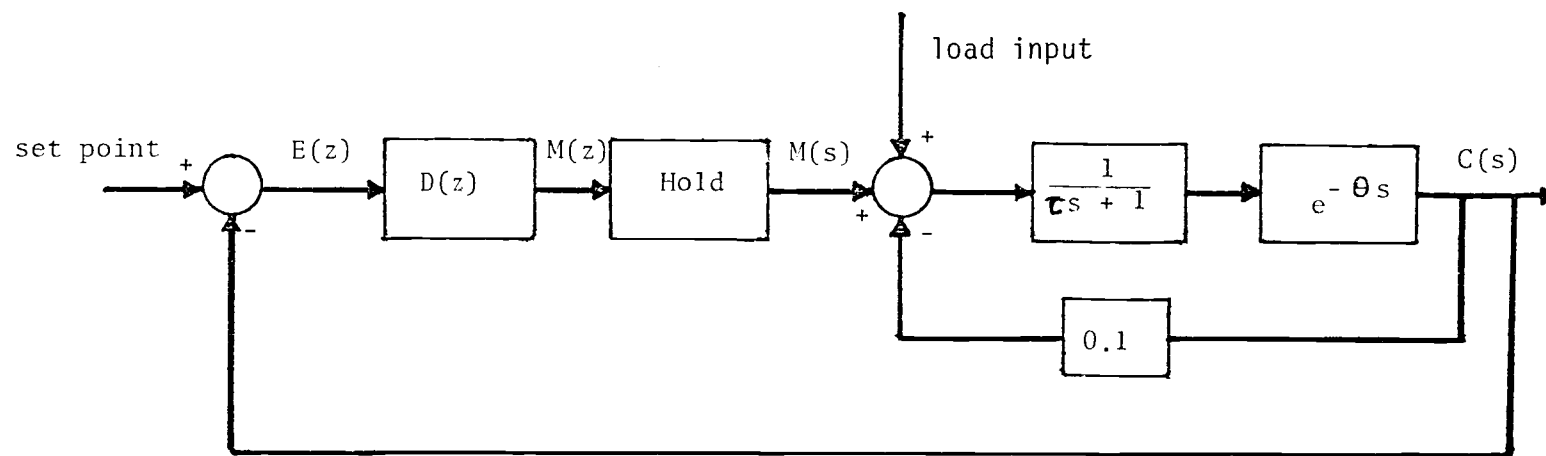 load input
set point
+
E(z)
D(z)
M(z)
Hold
M(s)
+
+
-
1
τs + 1
e^{-θs}
C(s)
-
0.1